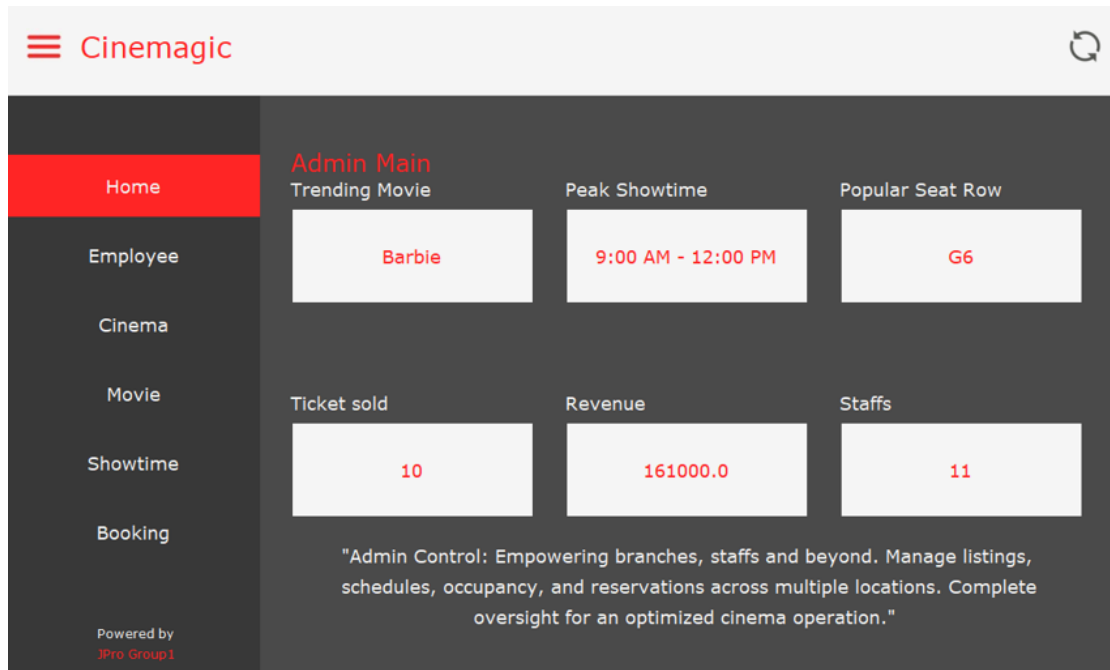 Cinemagic
Home
Employee
Cinema
Movie
Showtime
Booking
Powered by
JPro Group1
Admin Main
Trending Movie
Peak Showtime
Popular Seat Row
Barbie
9:00 AM - 12:00 PM
G6
Ticket sold
Revenue
Staffs
10
161000.0
11
"Admin Control: Empowering branches, staffs and beyond. Manage listings,
schedules, occupancy, and reservations across multiple locations. Complete
oversight for an optimized cinema operation."